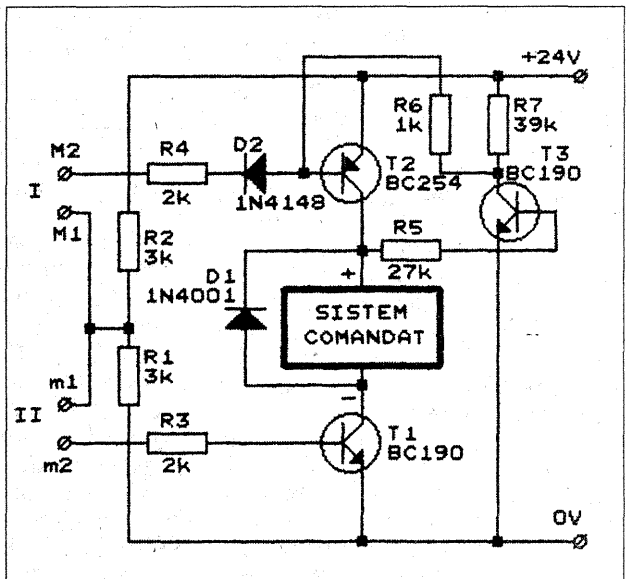 +24V
R6
1k
R7
39k
M2
R4
2k
D2
1N4148
T2
BC254
T3
BC190
I
M1
R2
3k
R5
27k
D1
1N4001
+
SISTEM
COMANDAT
R1
3k
m1
II
-
R3
2k
m2
T1
BC190
0V